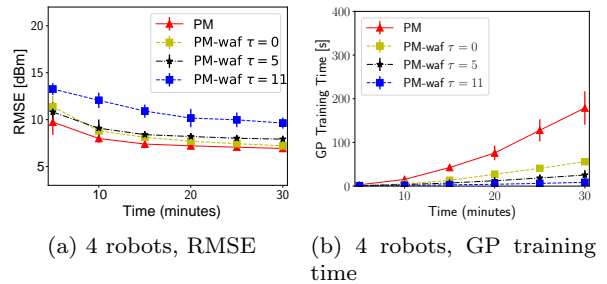 RMSE [dBm]
20
15
10
5
PM
PM-waf τ = 0
PM-waf τ = 5
PM-waf τ = 11
10
20
30
Time (minutes)
(a) 4 robots, RMSE
GP Training Time [s]
400
300
200
100
0
PM
PM-waf τ = 0
PM-waf τ = 5
PM-waf τ = 11
10
20
30
Time (minutes)
(b) 4 robots, GP training
time